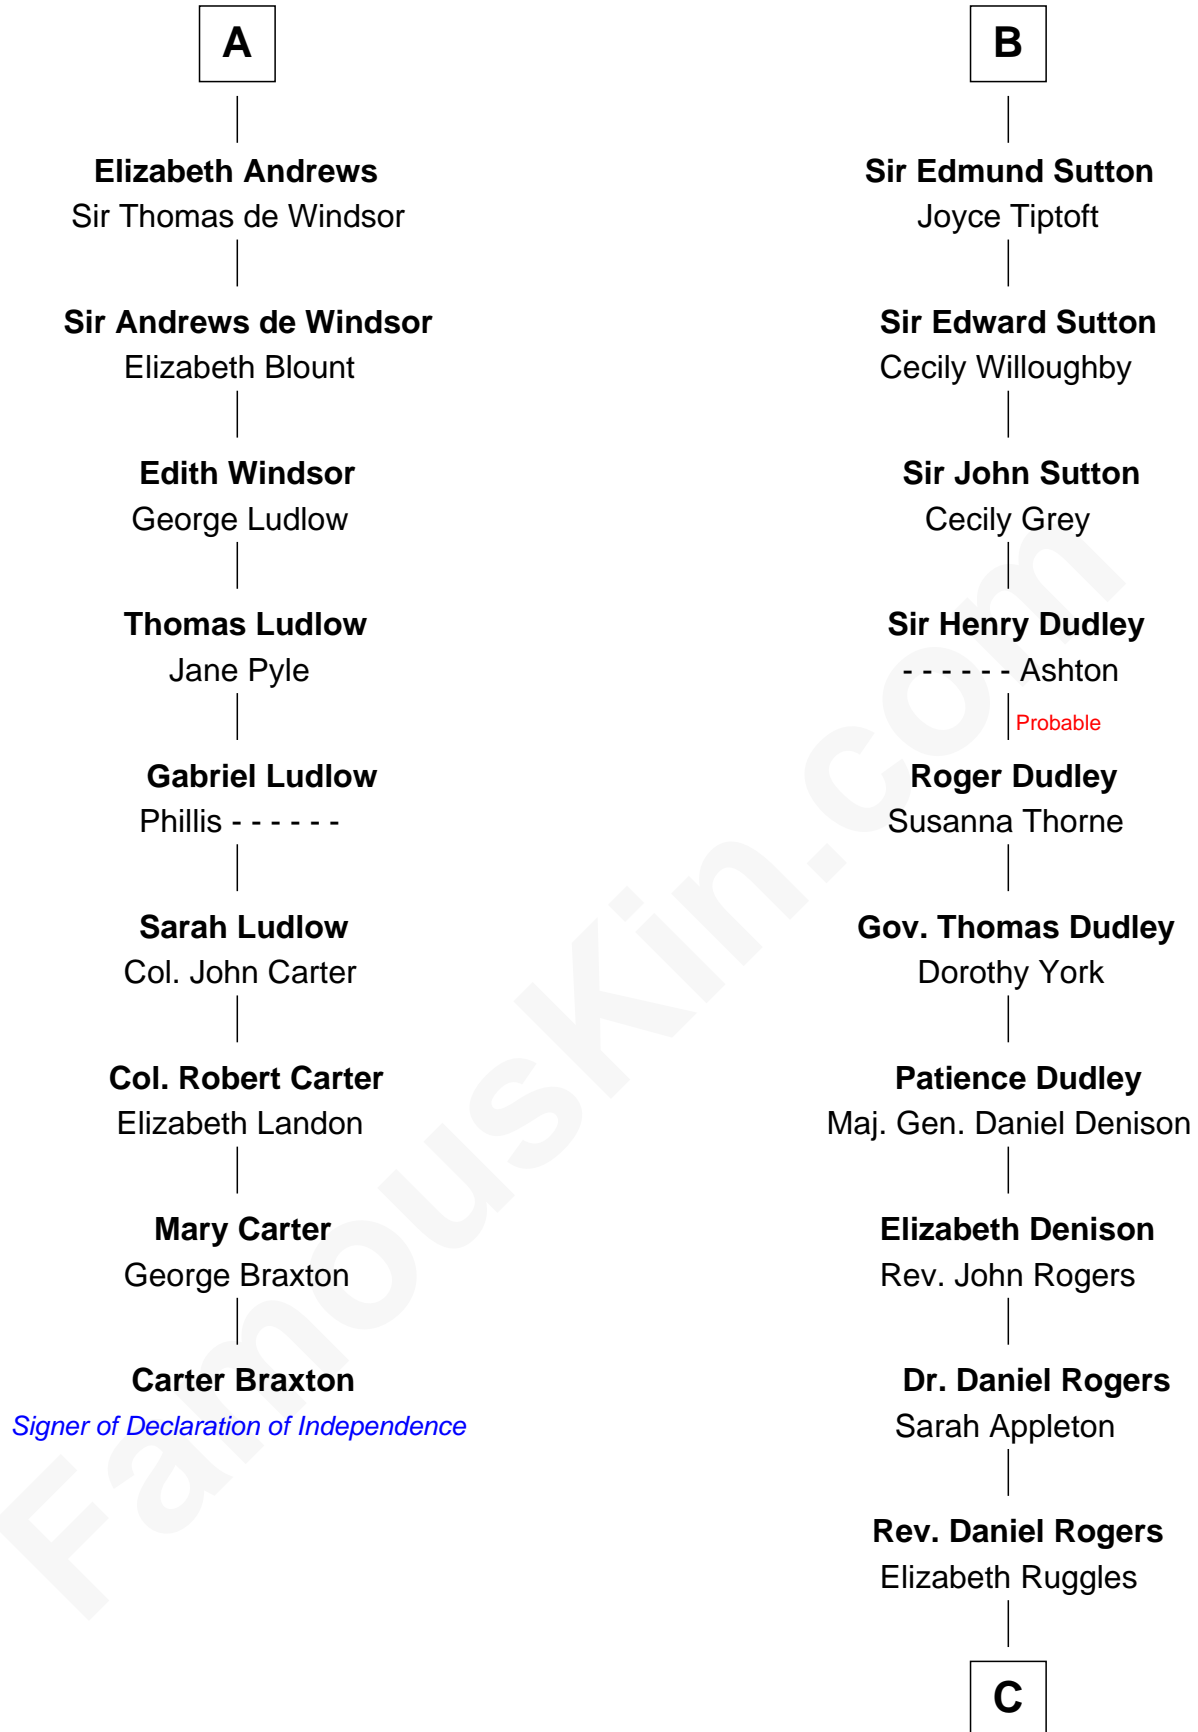 A
Elizabeth Andrews
Sir Thomas de Windsor
Sir Andrews de Windsor
Elizabeth Blount
Edith Windsor
George Ludlow
Thomas Ludlow
Jane Pyle
Gabriel Ludlow
Phillis - - - - - -
Sarah Ludlow
Col. John Carter
Col. Robert Carter
Elizabeth Landon
Mary Carter
George Braxton
Carter Braxton
Signer of Declaration of Independence
B
Sir Edmund Sutton
Joyce Tiptoft
Sir Edward Sutton
Cecily Willoughby
Sir John Sutton
Cecily Grey
Sir Henry Dudley
- - - - - - Ashton
Probable
Roger Dudley
Susanna Thorne
Gov. Thomas Dudley
Dorothy York
Patience Dudley
Maj. Gen. Daniel Denison
Elizabeth Denison
Rev. John Rogers
Dr. Daniel Rogers
Sarah Appleton
Rev. Daniel Rogers
Elizabeth Ruggles
C
FamousKin.com